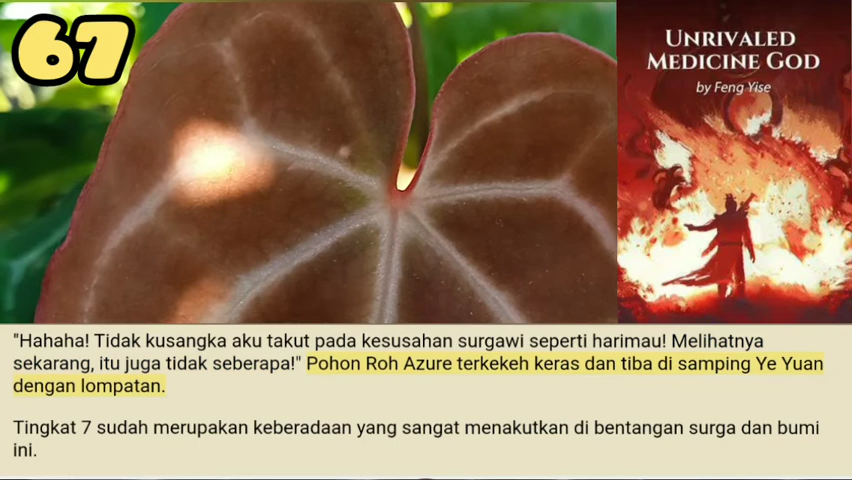 67
UNRIVALED
MEDICINE GOD
by Feng Yise
"Hahaha! Tidak kusangka aku takut pada kesusahan surgawi seperti harimau! Melihatnya
sekarang, itu juga tidak seberapa!" Pohon Roh Azure terkekeh keras dan tiba di samping Ye Yuan
dengan lompatan.
Tingkat 7 sudah merupakan keberadaan yang sangat menakutkan di bentangan surga dan bumi
ini.